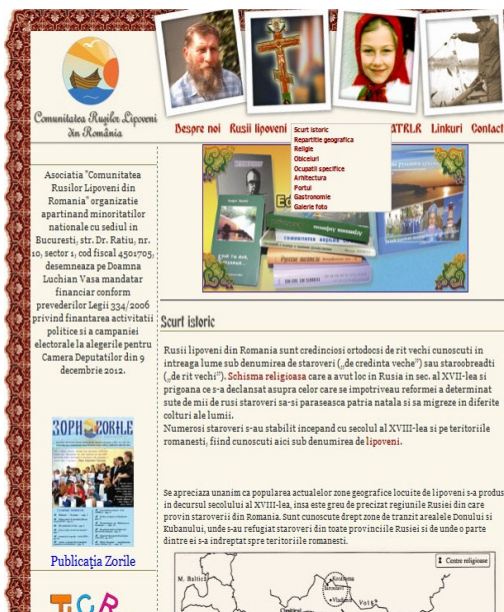 Comunitatea Rușilor Lipoveni
din România
Despre noi Rusii lipoveni ATRLR Linkuri Contact
Scurt istoric
Repartitie geografica
Religie
Obiceiuri
Ocupatii specifice
Arhitectura
Portul
Gastronomie
Galerie foto
Ed
Asociatia "Comunitatea
Rusilor Lipoveni din
Romania" organizatie
apartinand minoritatilor
nationale cu sediul in
Bucuresti, str. Dr. Ratiu, nr.
10, sector 1, cod fiscal 4501705,
desemneaza pe Doamna
Luchian Vasa mandatar
financiar conform
prevederilor Legii 334/2006
privind finantarea activitatii
politice si a campaniei
electorale la alegerile pentru
Camera Deputatilor din 9
decembrie 2012.
ЗОРИ ZORILE
Publicația Zorile
TCR
Scurt istoric
Rusii lipoveni din Romania sunt credinciosi ortodocsi de rit vechi cunoscuti in
intreaga lume sub denumirea de staroveri („de credinta veche") sau starobreadti
(„de rit vechi"). Schisma religioasa care a avut loc in Rusia in sec. al XVII-lea si
prigoana ce s-a declansat asupra celor care se impotriveau reformei a determinat
sute de mii de rusi staroveri sa-si paraseasca patria natala si sa migreze in diferite
colturi ale lumii.
Numerosi staroveri s-au stabilit incepand cu secolul al XVIII-lea si pe teritoriile
romanesti, fiind cunoscuti aici sub denumirea de lipoveni.
Se apreciaza unanim ca popularea actualelor zone geografice locuite de lipoveni s-a produs
in decursul secolului al XVIII-lea, insa este greu de precizat regiunile Rusiei din care
provin staroverii din Romania. Sunt cunoscute drept zone de tranzit arealele Donului si
Kubanului, unde s-au refugiat staroveri din toate provinciile Rusiei si de unde o parte
dintre ei s-a indreptat spre teritoriile romanesti.
Centre religioase
M. Baltică
Kostroma
Vladimir
Volga